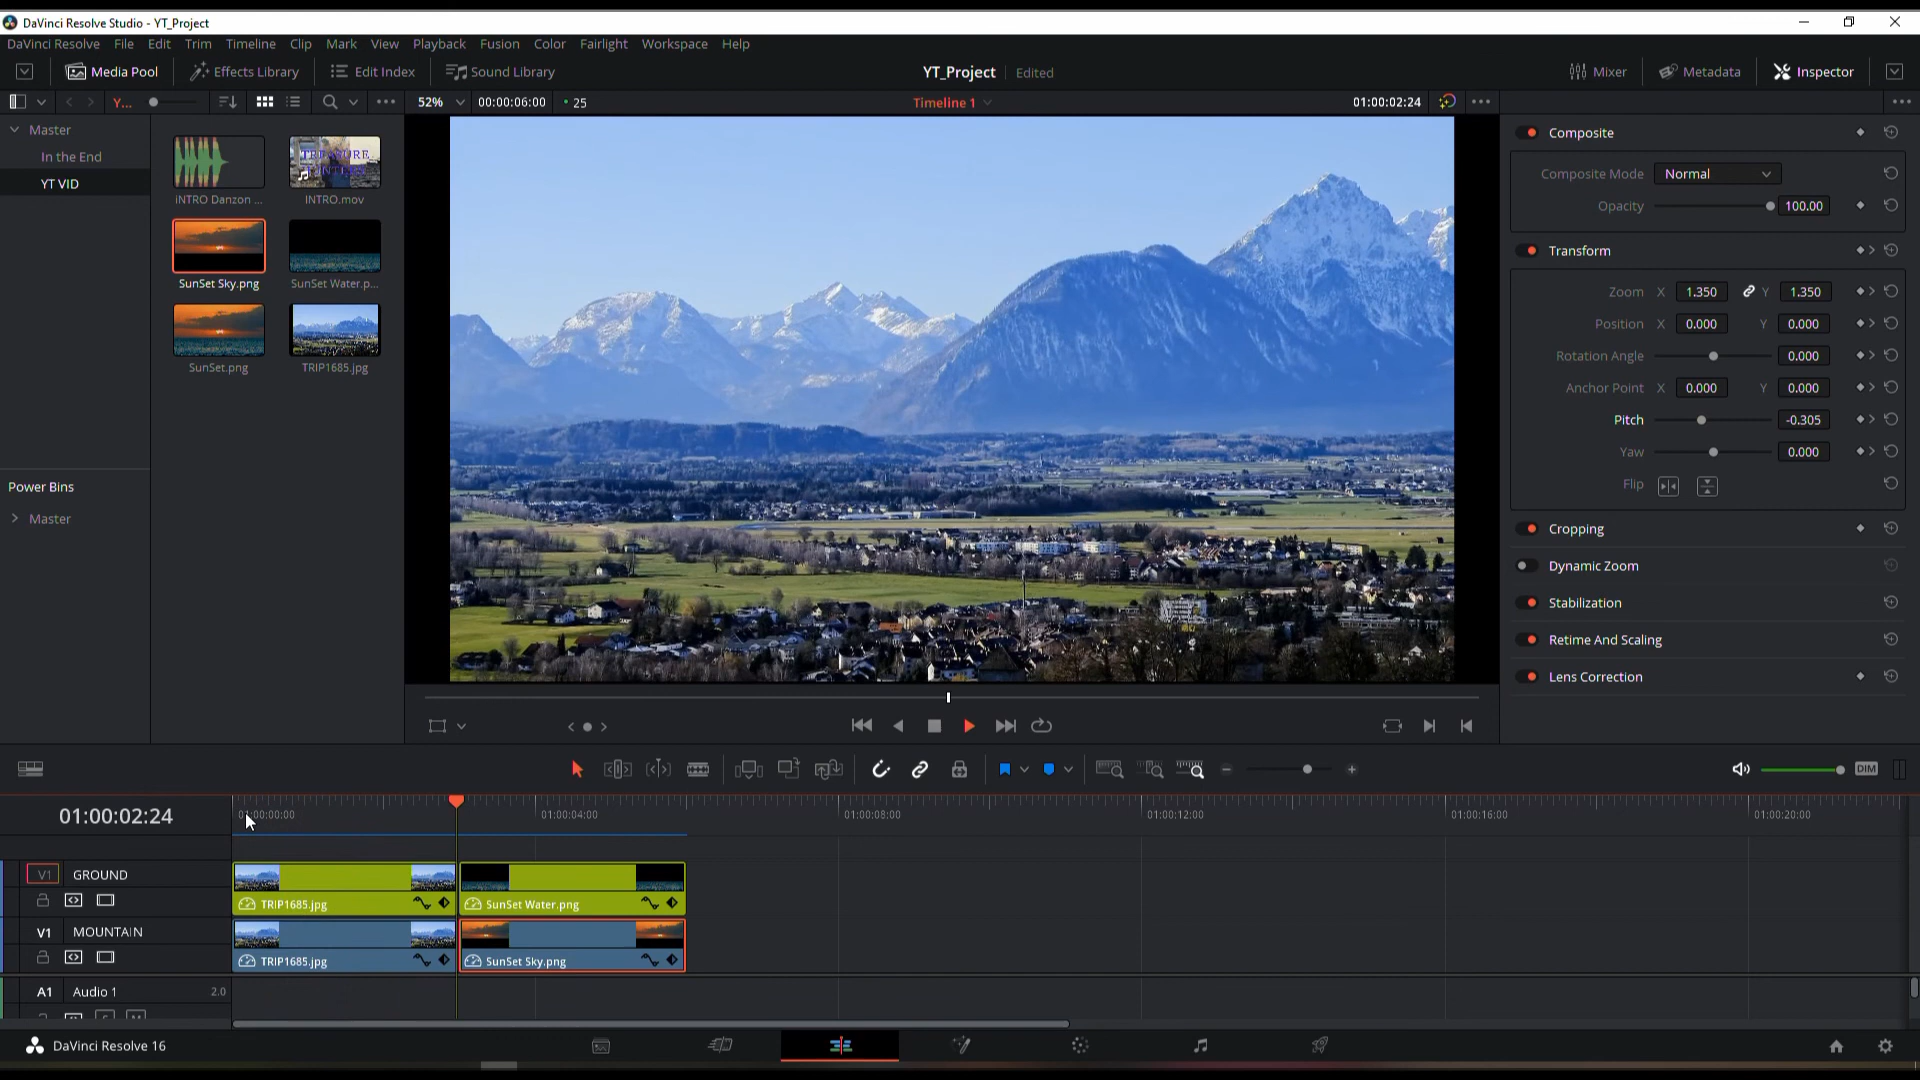 DaVinci Resolve Studio - YT_Project
DaVinci Resolve File Edit Trim Timeline Clip Mark View Playback Fusion Color Fairlight Workspace Help
Media Pool Effects Library Edit Index Sound Library YT_Project Edited Mixer Metadata Inspector
Y... 52% 00:00:06:00 25 Timeline 1 01:00:02:24
Master
In the End
YT VID
INTRO Danzon ...
INTRO.mov
SunSet Sky.png
SunSet Water.p...
SunSet.png
TRIP1685.jpg
Power Bins
Master
Composite
Composite Mode Normal
Opacity 100.00
Transform
Zoom X 1.350 Y 1.350
Position X 0.000 Y 0.000
Rotation Angle 0.000
Anchor Point X 0.000 Y 0.000
Pitch -0.305
Yaw 0.000
Flip
Cropping
Dynamic Zoom
Stabilization
Retime And Scaling
Lens Correction
DIM
01:00:02:24
01:00:04:00 01:00:08:00 01:00:12:00 01:00:16:00 01:00:20:00
V1 GROUND
TRIP1685.jpg SunSet Water.png
V1 MOUNTAIN
TRIP1685.jpg SunSet Sky.png
A1 Audio 1 2.0
DaVinci Resolve 16